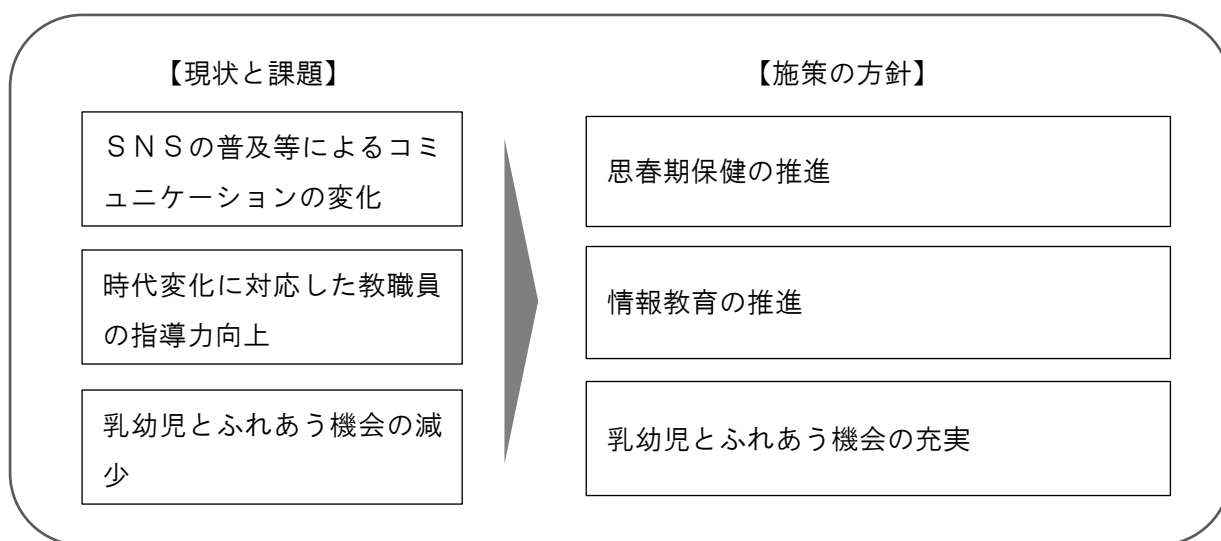 【現状と課題】
ＳＮＳの普及等によるコミ
ュニケーションの変化
時代変化に対応した教職員
の指導力向上
乳幼児とふれあう機会の減
少
【施策の方針】
思春期保健の推進
情報教育の推進
乳幼児とふれあう機会の充実